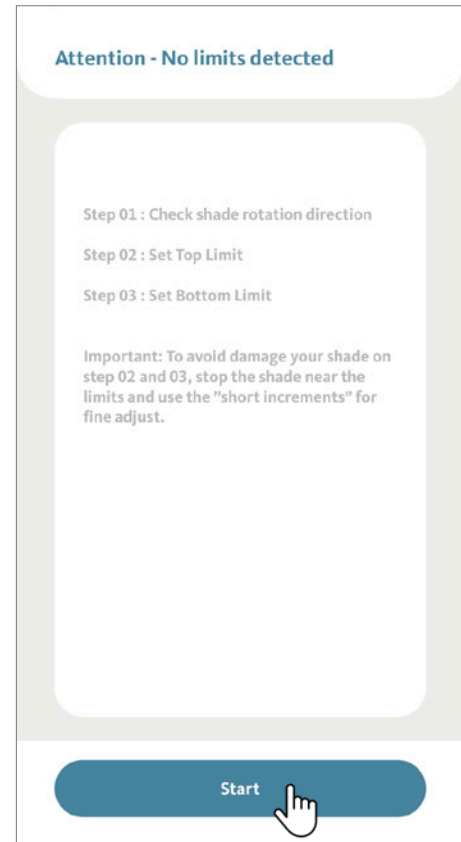 Attention - No limits detected
Step 01 : Check shade rotation direction
Step 02 : Set Top Limit
Step 03 : Set Bottom Limit
Important: To avoid damage your shade on
step 02 and 03, stop the shade near the
limits and use the ”short increments” for
fine adjust.
Start